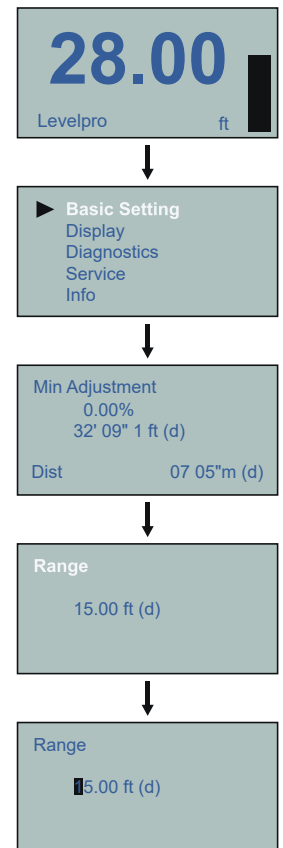 28.00
Levelpro ft
Basic Setting
Display
Diagnostics
Service
Info
Min Adjustment
0.00%
32' 09" 1 ft (d)
Dist 07 05"m (d)
Range
15.00 ft (d)
Range
15.00 ft (d)